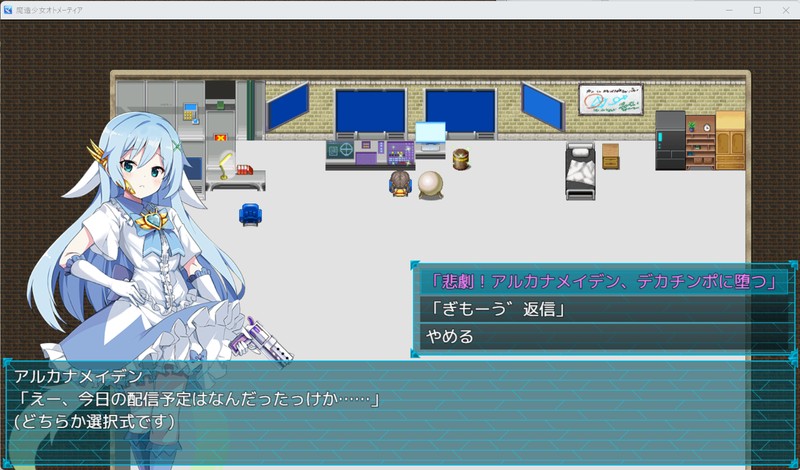 魔造少女オトメーティア
「悲劇！アルカナメイデン、デカチンポに堕つ」
「ぎもーう゛返信」
やめる
アルカナメイデン
「えー、今日の配信予定はなんだったっけか……」
(どちらか選択式です)